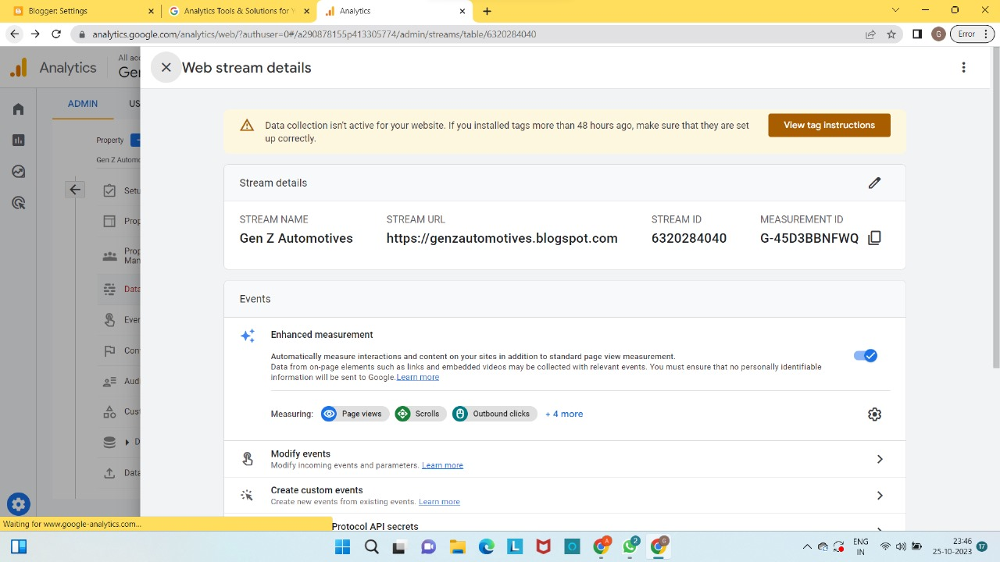 Blogger: Settings
Analytics Tools & Solutions for
Analytics
analytics.google.com/analytics/web/?authuser=0#/a290878155p413305774/admin/streams/table/6320284040
G
Error
Analytics
All acc
Ge
Web stream details
ADMIN
US
Data collection isn't active for your website. If you installed tags more than 48 hours ago, make sure that they are set
up correctly.
View tag instructions
Property
Gen Z Automo
Stream details
Setu
STREAM NAME
STREAM URL
STREAM ID
MEASUREMENT ID
Prop
Gen Z Automotives
https://genzautomotives.blogspot.com
6320284040
G-45D3BBNFWQ
Prop
Man
Data
Events
Even
Enhanced measurement
Con
Automatically measure interactions and content on your sites in addition to standard page view measurement.
Data from on-page elements such as links and embedded videos may be collected with relevant events. You must ensure that no personally identifiable
information will be sent to Google.Learn more
Audi
Cust
Measuring:
Page views
Scrolls
Outbound clicks
+ 4 more
D
Modify events
Modify incoming events and parameters. Learn more
Data
Create custom events
Create new events from existing events. Learn more
Waiting for www.google-analytics.com...
Protocol API secrets
L
A
2
G
ENG
IN
23:46
25-10-2023
17